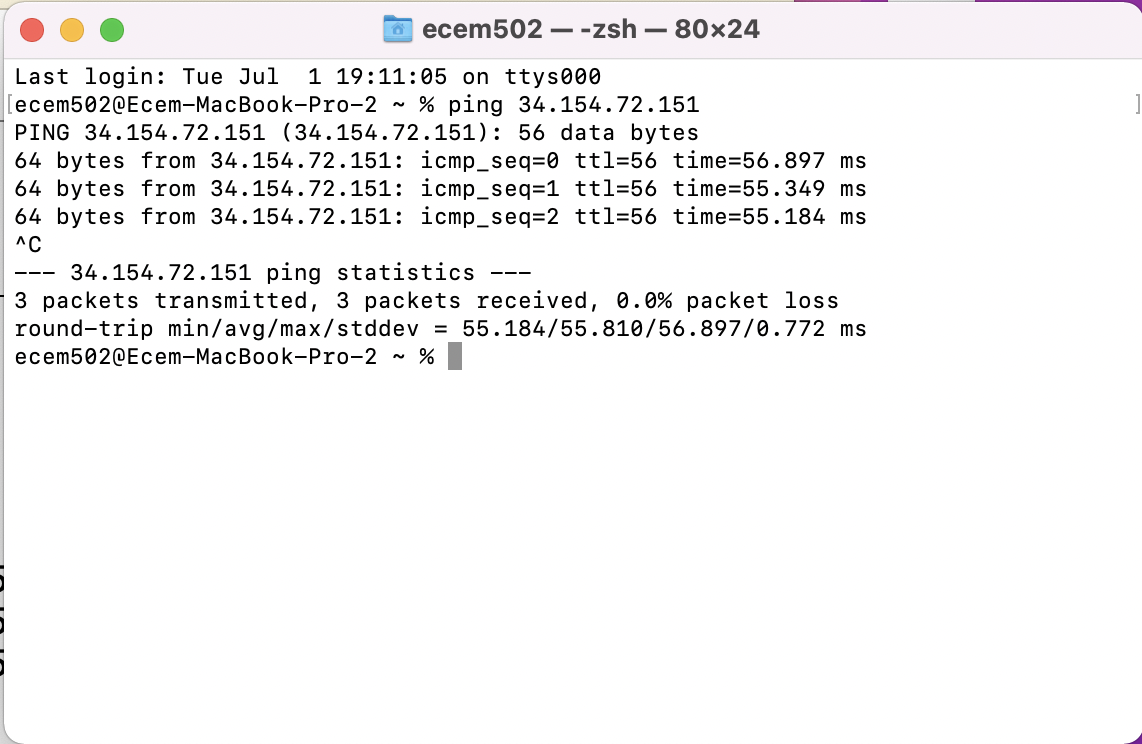 ecem502 — -zsh — 80×24
Last login: Tue Jul  1 19:11:05 on ttys000
[ecem502@Ecem-MacBook-Pro-2 ~ % ping 34.154.72.151 ]
PING 34.154.72.151 (34.154.72.151): 56 data bytes
64 bytes from 34.154.72.151: icmp_seq=0 ttl=56 time=56.897 ms
64 bytes from 34.154.72.151: icmp_seq=1 ttl=56 time=55.349 ms
64 bytes from 34.154.72.151: icmp_seq=2 ttl=56 time=55.184 ms
^C
--- 34.154.72.151 ping statistics ---
3 packets transmitted, 3 packets received, 0.0% packet loss
round-trip min/avg/max/stddev = 55.184/55.810/56.897/0.772 ms
ecem502@Ecem-MacBook-Pro-2 ~ %